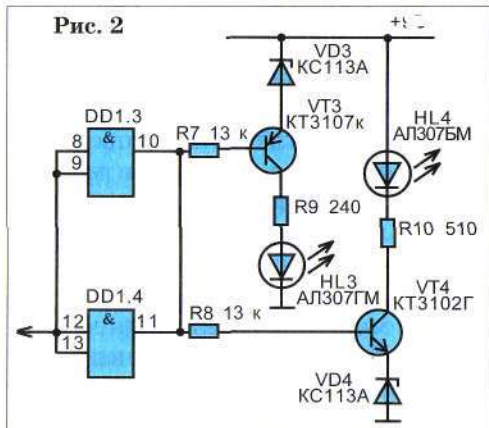 Рис. 2
VD3
КС113А
DD1.3
&
8
9
10
R7 13 к
VT3
КТ3107к
HL4
АЛ307БМ
R9 240
R10 510
HL3
АЛ307ГМ
DD1.4
&
12
13
11
R8 13 к
VT4
КТ3102Г
VD4
КС113А